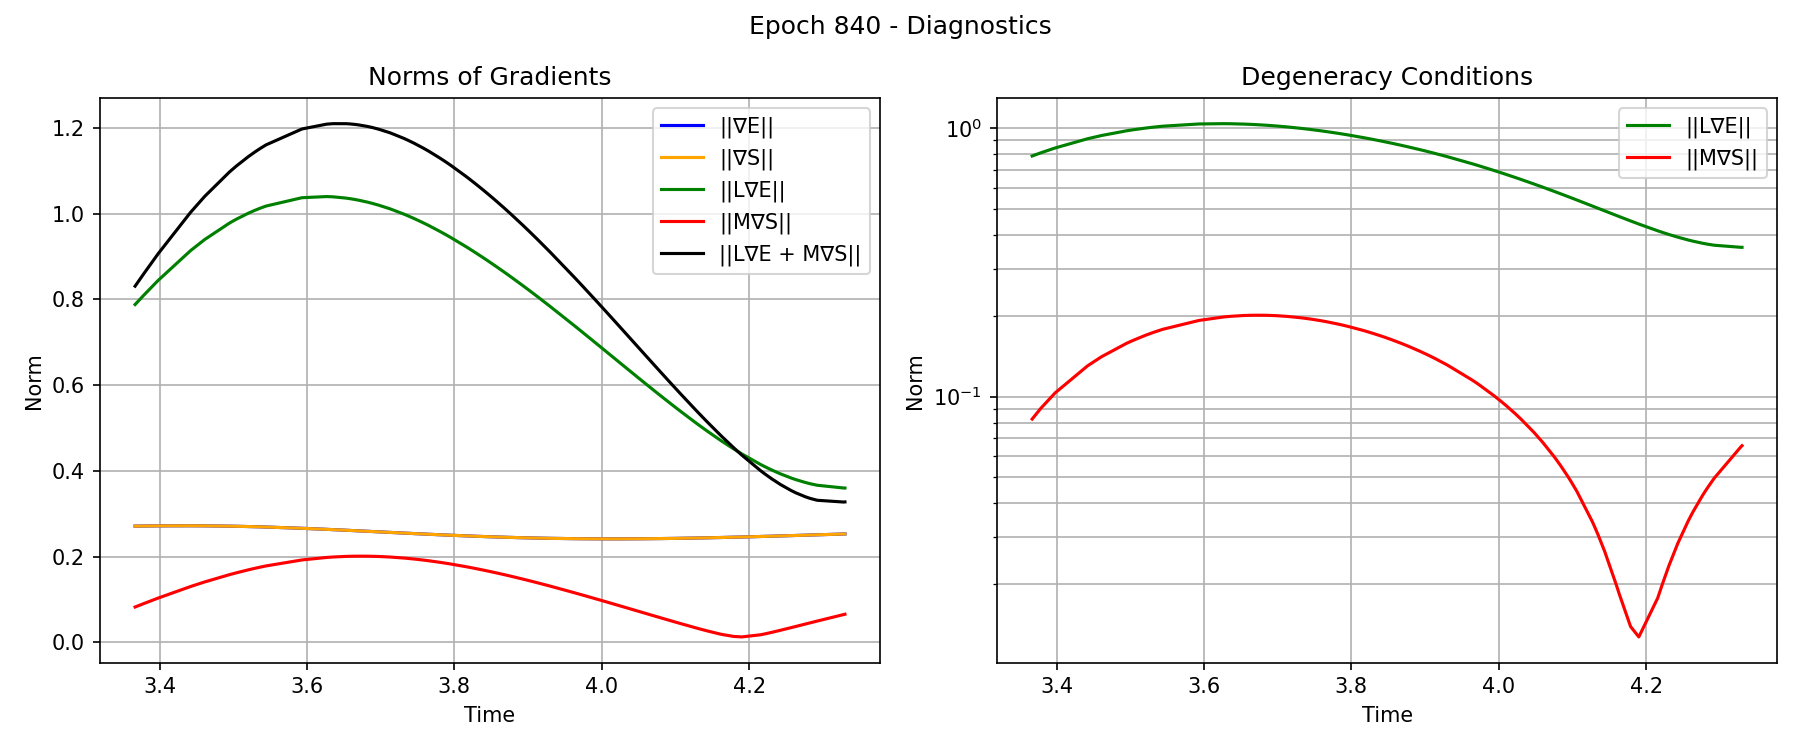 Epoch 840 - Diagnostics
Norms of Gradients
||∇E||
||∇S||
||L∇E||
||M∇S||
||L∇E + M∇S||
1.2
1.0
0.8
0.6
0.4
0.2
0.0
Norm
3.4 3.6 3.8 4.0 4.2
Time
Degeneracy Conditions
||L∇E||
||M∇S||
10⁰
10⁻¹
Norm
3.4 3.6 3.8 4.0 4.2
Time